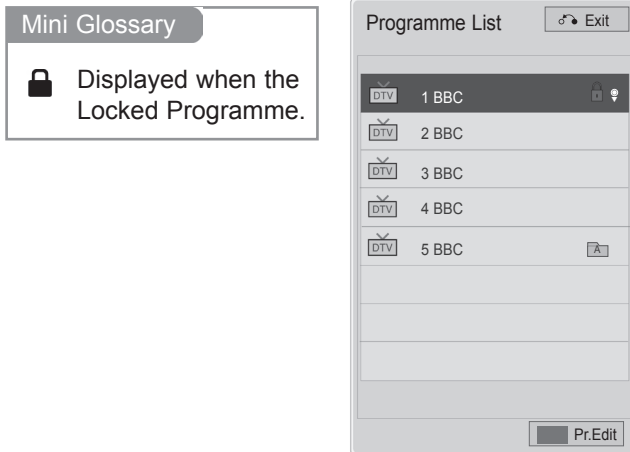 Mini Glossary
Displayed when the
Locked Programme.
Programme List
Exit
DTV 1 BBC
DTV 2 BBC
DTV 3 BBC
DTV 4 BBC
DTV 5 BBC A
Pr.Edit